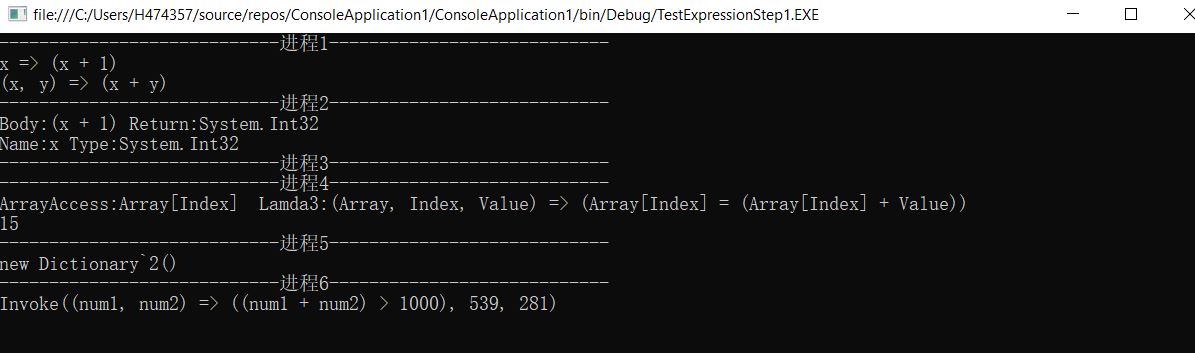 file:///C:/Users/H474357/source/repos/ConsoleApplication1/ConsoleApplication1/bin/Debug/TestExpressionStep1.EXE
----------------------------进程1----------------------------
x => (x + 1)
(x, y) => (x + y)
----------------------------进程2----------------------------
Body:(x + 1) Return:System.Int32
Name:x Type:System.Int32
----------------------------进程3----------------------------
----------------------------进程4----------------------------
ArrayAccess:Array[Index]  Lamda3:(Array, Index, Value) => (Array[Index] = (Array[Index] + Value))
15
----------------------------进程5----------------------------
new Dictionary`2()
----------------------------进程6----------------------------
Invoke((num1, num2) => ((num1 + num2) > 1000), 539, 281)